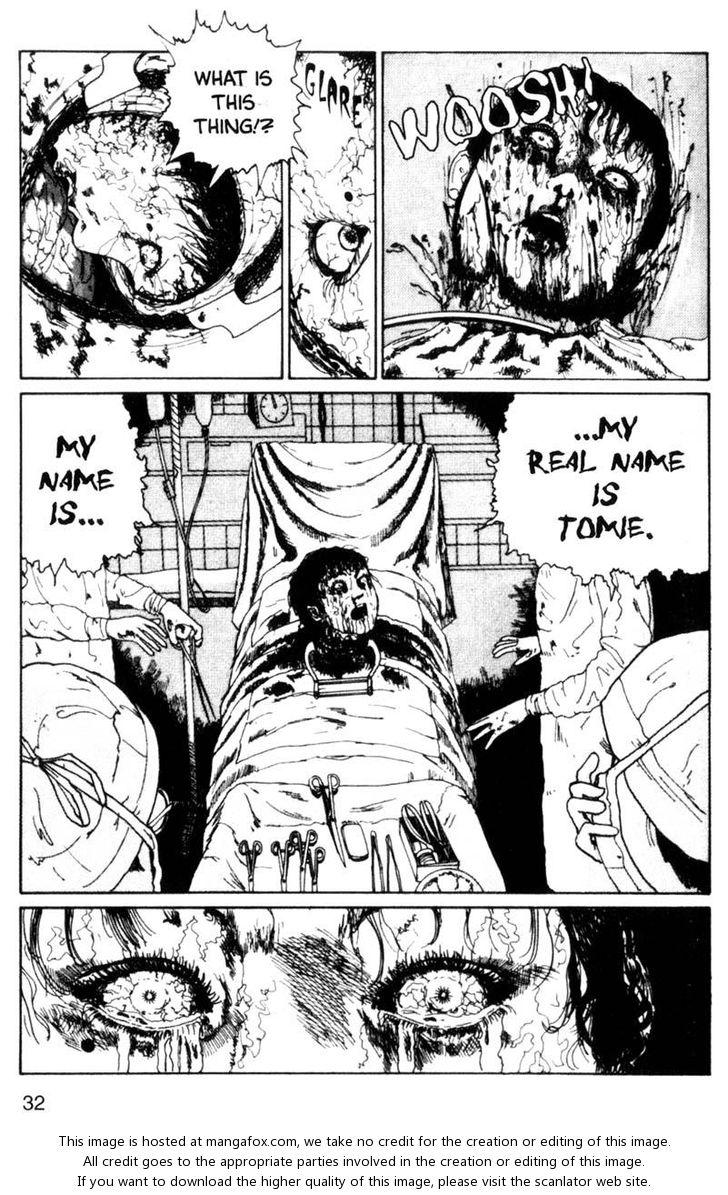 WHAT IS
THIS
THING!?
GLARE
WOOSH!
MY
NAME
IS...
...MY
REAL NAME
IS
TOMIE.
32
This image is hosted at mangafox.com, we take no credit for the creation or editing of this image.
All credit goes to the appropriate parties involved in the creation or editing of this image.
If you want to download the higher quality of this image, please visit the scanlator web site.